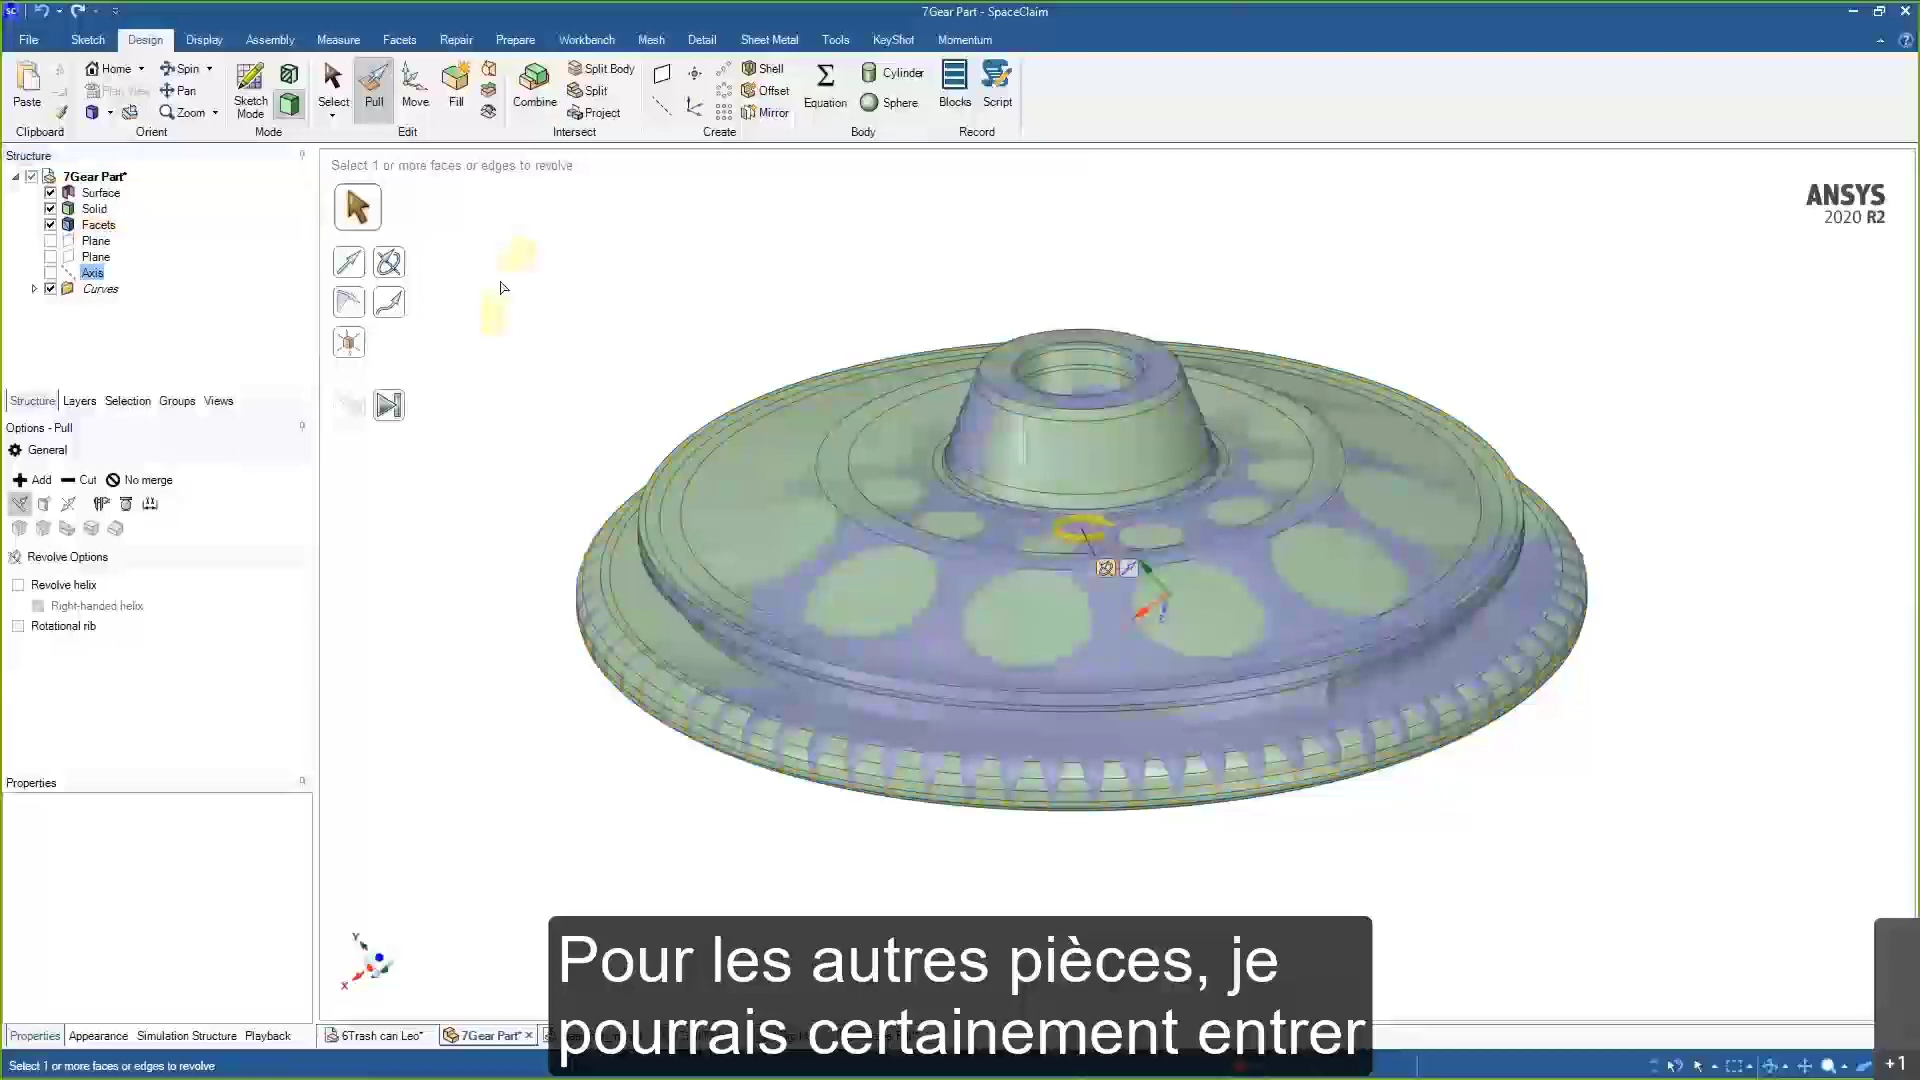 7Gear Part - SpaceClaim
File Sketch Design Display Assembly Measure Facets Repair Prepare Workbench Mesh Detail Sheet Metal Tools KeyShot Momentum
Paste
Home
Plan View
Spin
Pan
Zoom
Sketch
Mode
Select
Pull
Move
Fill
Combine
Split Body
Split
Project
Shell
Offset
Mirror
Equation
Cylinder
Sphere
Blocks
Script
Clipboard Orient Mode Edit Intersect Create Body Record
Structure
7Gear Part*
Surface
Solid
Facets
Plane
Plane
Axis
Curves
Structure Layers Selection Groups Views
Options - Pull
General
Add Cut No merge
Revolve Options
Revolve helix
Right-handed helix
Rotational rib
Properties
Properties Appearance Simulation Structure Playback
Select 1 or more faces or edges to revolve
ANSYS
2020 R2
Y
X
6Trash can Leo*
7Gear Part*
Pour les autres pièces, je
pourrais certainement entrer
Select 1 or more faces or edges to revolve
+1